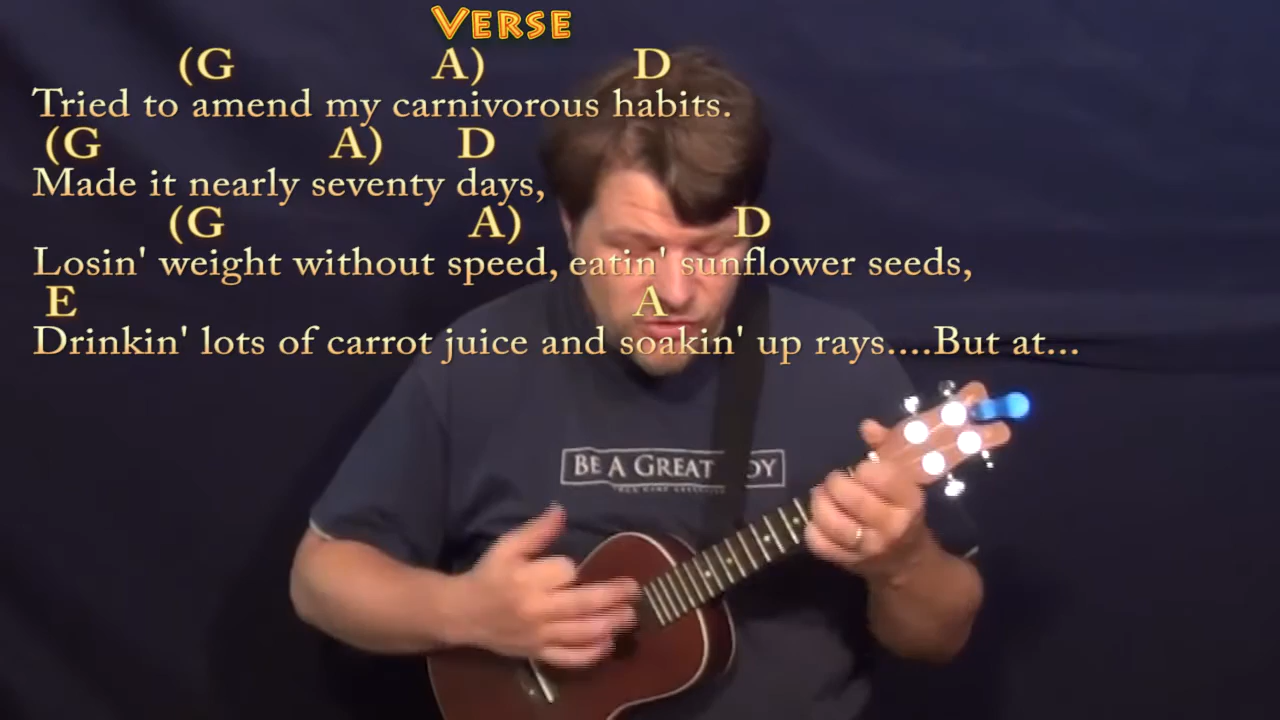 VERSE
(G A) D
Tried to amend my carnivorous habits.
(G A) D
Made it nearly seventy days,
(G A) D
Losin' weight without speed, eatin' sunflower seeds,
E A
Drinkin' lots of carrot juice and soakin' up rays....But at...
BE A GREAT OY